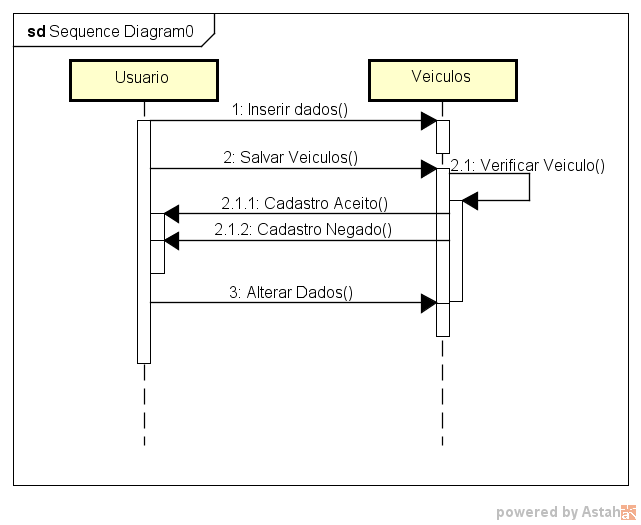 sd Sequence Diagram0
Usuario
Veiculos
1: Inserir dados()
2: Salvar Veiculos()
2.1: Verificar Veiculo()
2.1.1: Cadastro Aceito()
2.1.2: Cadastro Negado()
3: Alterar Dados()
powered by Astah